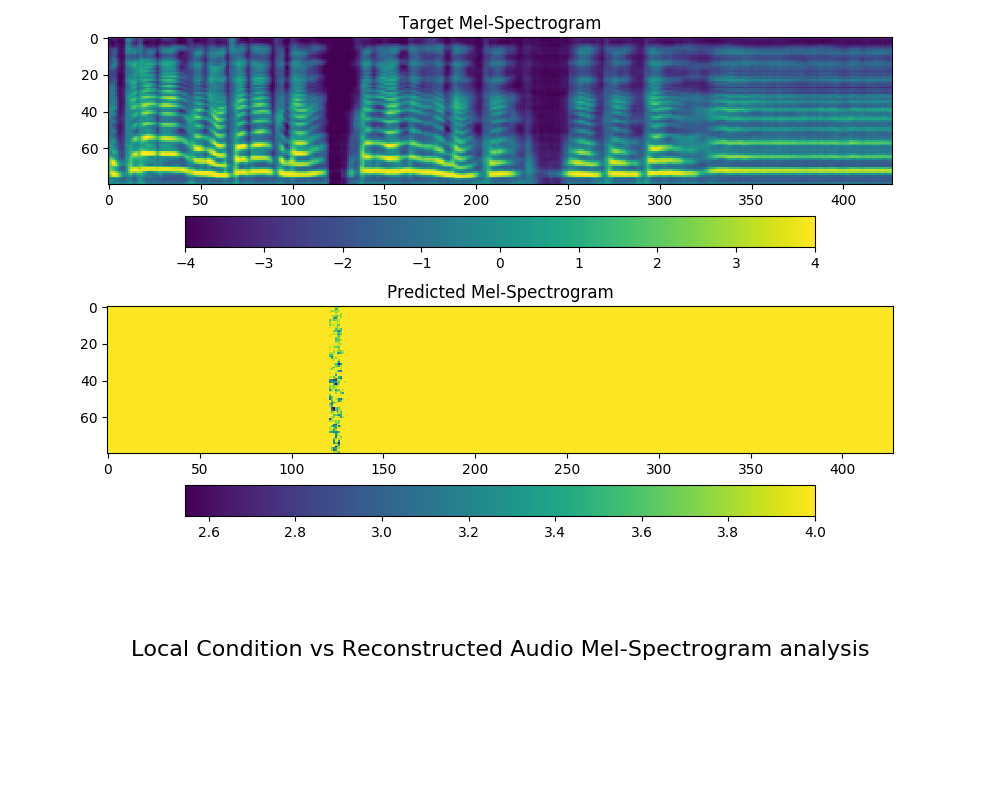 Target Mel-Spectrogram
0
20
40
60
0 50 100 150 200 250 300 350 400
−4 −3 −2 −1 0 1 2 3 4
Predicted Mel-Spectrogram
0
20
40
60
0 50 100 150 200 250 300 350 400
2.6 2.8 3.0 3.2 3.4 3.6 3.8 4.0
Local Condition vs Reconstructed Audio Mel-Spectrogram analysis